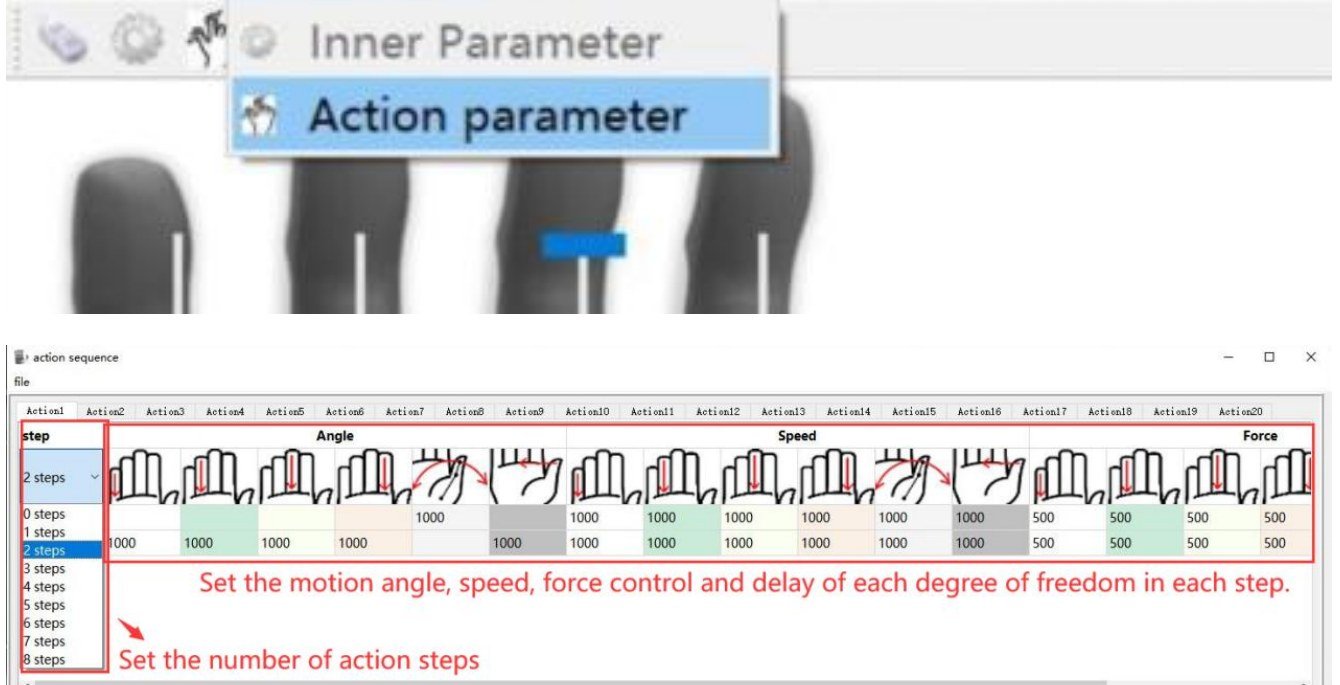 Inner Parameter
Action parameter
action sequence
file
Action1 Action2 Action3 Action4 Action5 Action6 Action7 Action8 Action9 Action10 Action11 Action12 Action13 Action14 Action15 Action16 Action17 Action18 Action19 Action20
step Angle Speed Force
2 steps
0 steps 1000 1000 1000 1000 1000 1000 1000 500 500 500 500
1 steps
2 steps 1000 1000 1000 1000 1000 1000 1000 1000 1000 1000 1000 500 500 500 500
3 steps
4 steps
5 steps
6 steps
7 steps
8 steps
Set the motion angle, speed, force control and delay of each degree of freedom in each step.
Set the number of action steps